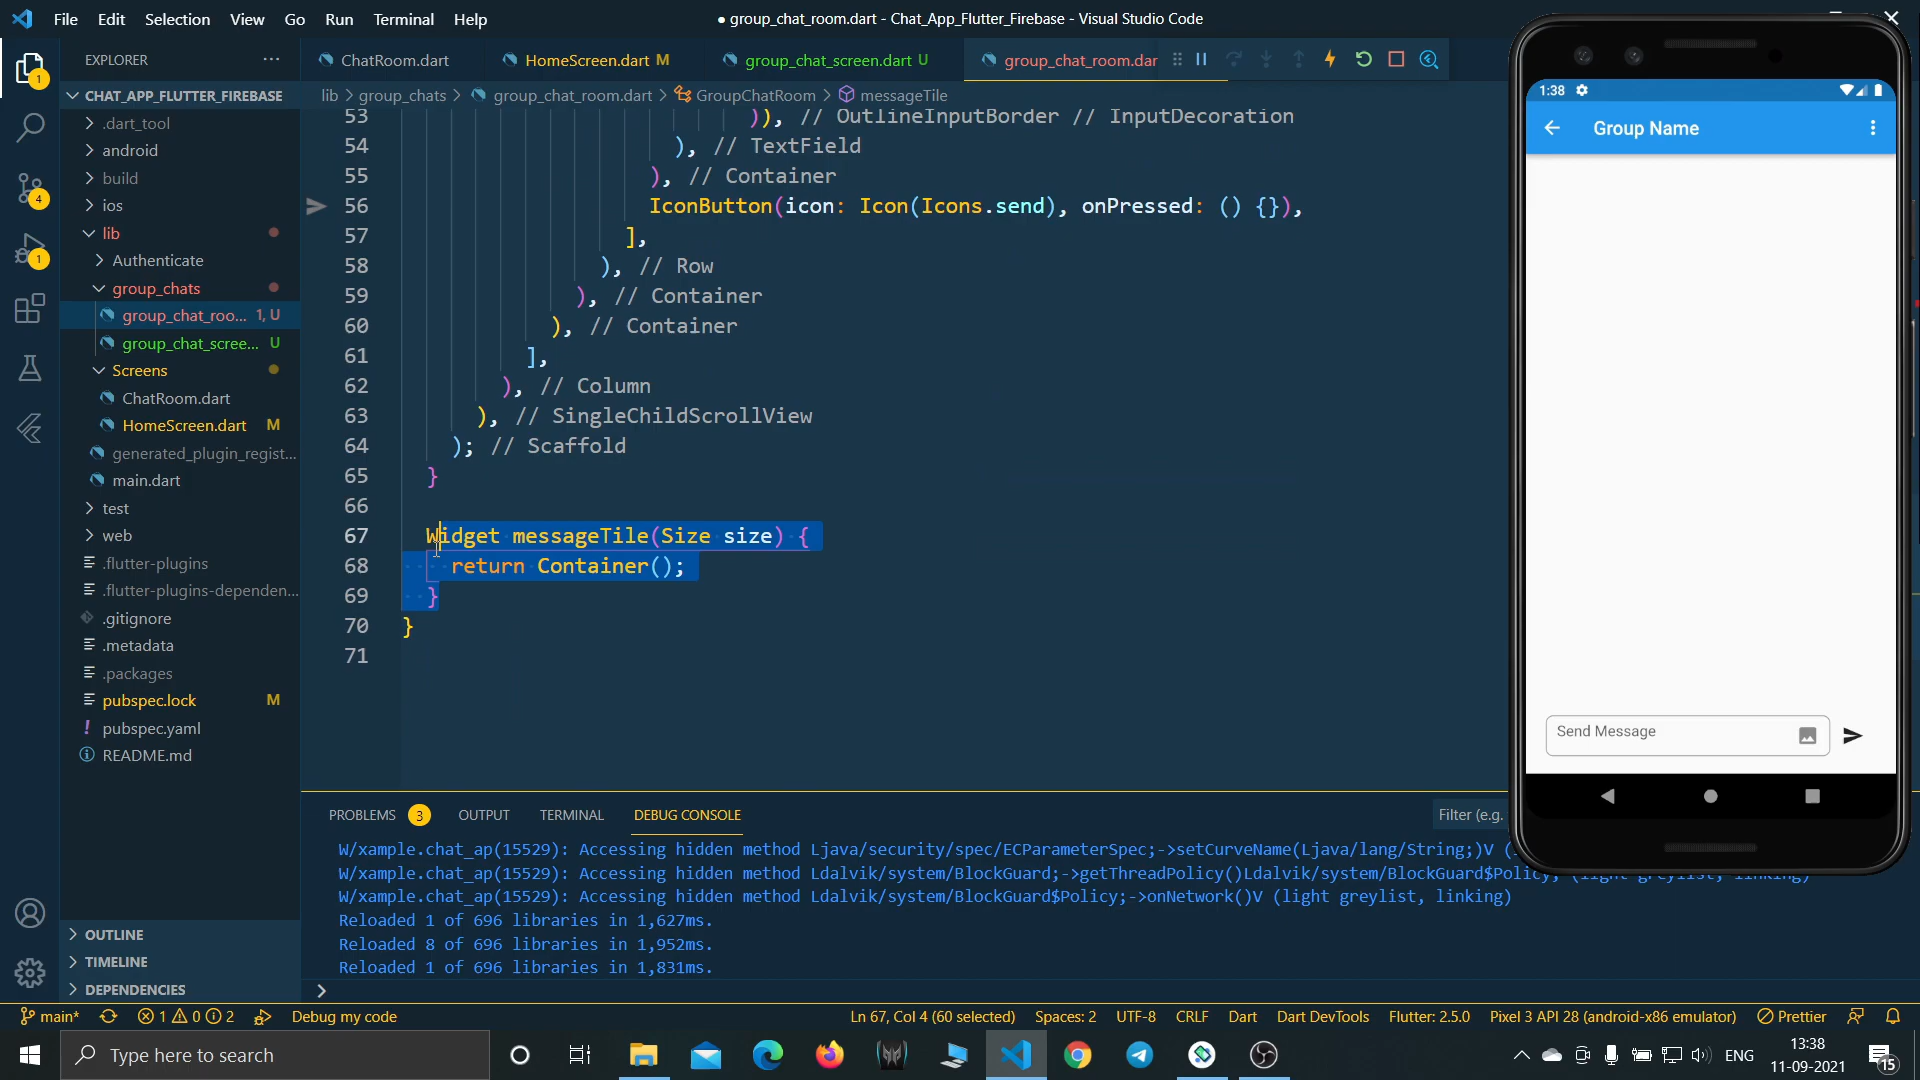 File Edit Selection View Go Run Terminal Help
● group_chat_room.dart - Chat_App_Flutter_Firebase - Visual Studio Code
EXPLORER
ChatRoom.dart
HomeScreen.dart M
group_chat_screen.dart U
group_chat_room.dar
CHAT_APP_FLUTTER_FIREBASE
lib > group_chats > group_chat_room.dart > GroupChatRoom > messageTile
.dart_tool
android
build
ios
lib
Authenticate
group_chats
group_chat_roo... 1, U
group_chat_scree... U
Screens
ChatRoom.dart
HomeScreen.dart M
generated_plugin_regist...
main.dart
test
web
.flutter-plugins
.flutter-plugins-dependen...
.gitignore
.metadata
.packages
pubspec.lock M
pubspec.yaml
README.md
OUTLINE
TIMELINE
DEPENDENCIES
1
4
1
53 )), // OutlineInputBorder // InputDecoration
54 ), // TextField
55 ), // Container
56 IconButton(icon: Icon(Icons.send), onPressed: () {}),
57 ],
58 ), // Row
59 ), // Container
60 ), // Container
61 ],
62 ), // Column
63 ), // SingleChildScrollView
64 ); // Scaffold
65 }
66
67 Widget messageTile(Size size) {
68 return Container();
69 }
70 }
71
PROBLEMS 3 OUTPUT TERMINAL DEBUG CONSOLE
Filter (e.g.
W/xample.chat_ap(15529): Accessing hidden method Ljava/security/spec/ECParameterSpec;->setCurveName(Ljava/lang/String;)V (
W/xample.chat_ap(15529): Accessing hidden method Ldalvik/system/BlockGuard;->getThreadPolicy()Ldalvik/system/BlockGuard$Policy; (light greylist, linking)
W/xample.chat_ap(15529): Accessing hidden method Ldalvik/system/BlockGuard$Policy;->onNetwork()V (light greylist, linking)
Reloaded 1 of 696 libraries in 1,627ms.
Reloaded 8 of 696 libraries in 1,952ms.
Reloaded 1 of 696 libraries in 1,831ms.
1:38
Group Name
Send Message
main* 1 0 2 Debug my code
Ln 67, Col 4 (60 selected) Spaces: 2 UTF-8 CRLF Dart Dart DevTools Flutter: 2.5.0 Pixel 3 API 28 (android-x86 emulator) Prettier
Type here to search
ENG
13:38
11-09-2021
15